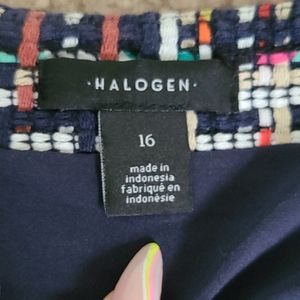 ·HALOGEN·
16
made in
indonesia
fabriqué en
indonésie